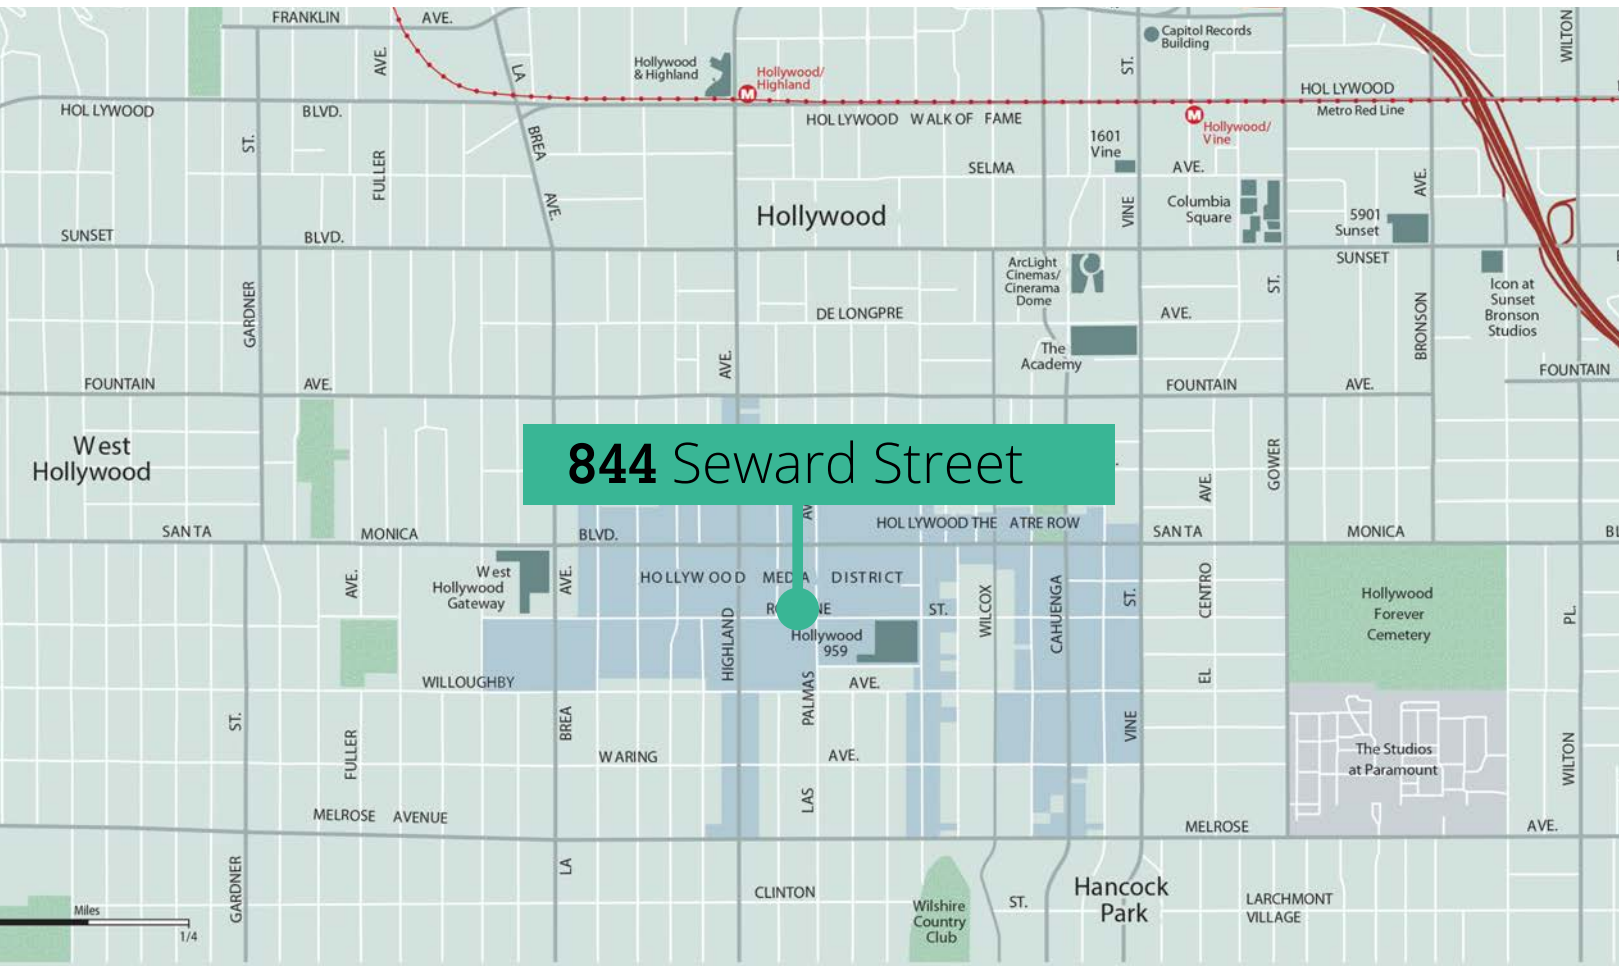 FRANKLIN AVE.
WILTON
Capitol Records
Building
AVE.
LA
Hollywood
& Highland
Hollywood/
Highland
ST.
HOLLYWOOD
Metro Red Line
HOLLYWOOD BLVD.
HOLLYWOOD WALK OF FAME
Hollywood/
Vine
ST.
BREA
1601
Vine
FULLER
SELMA AVE.
AVE.
AVE.
VINE
Columbia
Square
5901
Sunset
Hollywood
SUNSET BLVD.
SUNSET
ArcLight
Cinemas/
Cinerama
Dome
ST.
Icon at
Sunset
Bronson
Studios
GARDNER
DE LONGPRE AVE.
BRONSON
The
Academy
AVE.
FOUNTAIN
FOUNTAIN AVE.
FOUNTAIN AVE.
West
Hollywood
844 Seward Street
GOWER
AVE.
HOLLYWOOD THEATRE ROW
SANTA MONICA BLVD.
SANTA MONICA BL
West
Hollywood
Gateway
AVE.
AVE.
HOLLYWOOD MEDIA DISTRICT
WILCOX
CAHUENGA
ST.
CENTRO
Hollywood
Forever
Cemetery
PL.
ST.
HIGHLAND
Hollywood
959
WILLOUGHBY AVE.
EL
PALMAS
ST.
BREA
VINE
FULLER
WARING AVE.
The Studios
at Paramount
WILTON
LAS
MELROSE AVENUE
MELROSE AVE.
GARDNER
LA
CLINTON ST.
Hancock
Park
LARCHMONT
VILLAGE
Wilshire
Country
Club
Miles
1/4